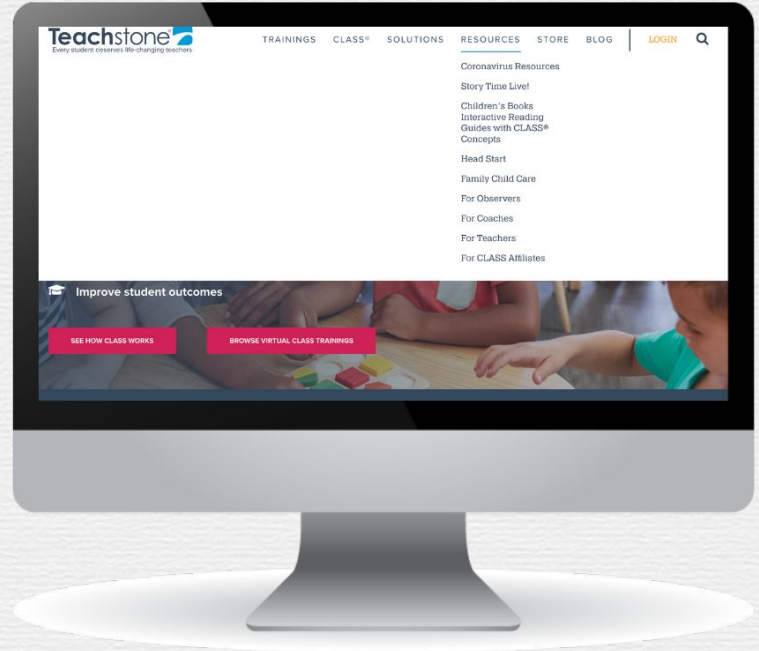 Teachstone®
Every student deserves life-changing teachers
TRAININGS CLASS® SOLUTIONS RESOURCES STORE BLOG LOGIN
Coronavirus Resources
Story Time Live!
Children's Books
Interactive Reading
Guides with CLASS®
Concepts
Head Start
Family Child Care
For Observers
For Coaches
For Teachers
For CLASS Affiliates
Improve student outcomes
SEE HOW CLASS WORKS BROWSE VIRTUAL CLASS TRAININGS